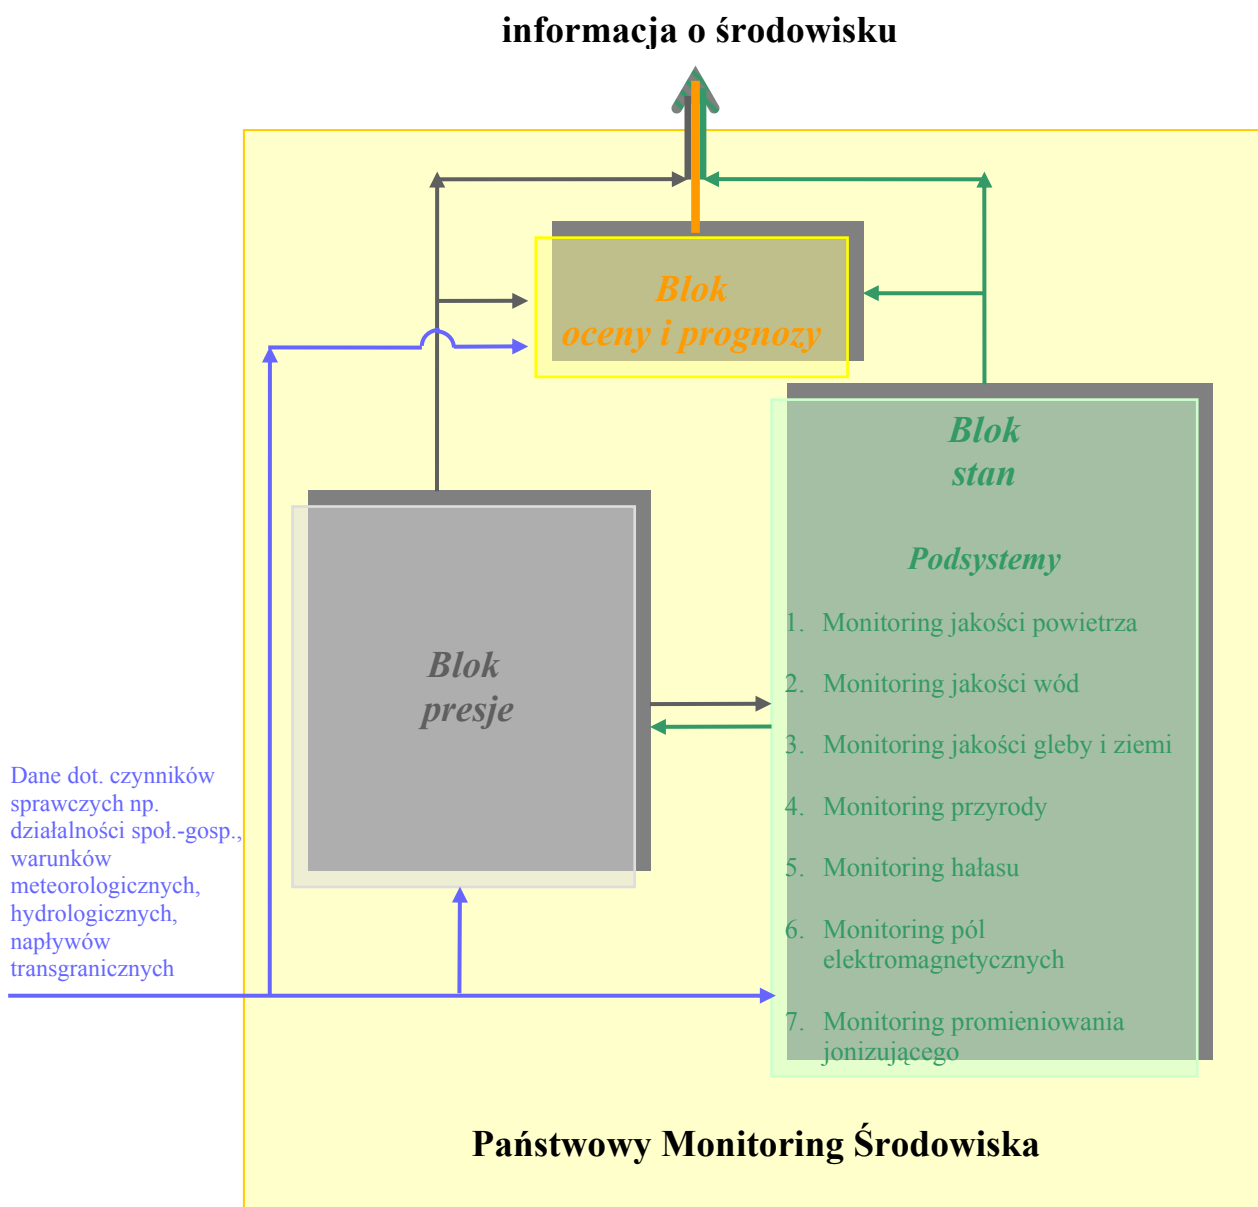 informacja o środowisku
Blok
oceny i prognozy
Blok
stan
Podsystemy
1. Monitoring jakości powietrza
2. Monitoring jakości wód
3. Monitoring jakości gleby i ziemi
4. Monitoring przyrody
5. Monitoring hałasu
6. Monitoring pól
elektromagnetycznych
7. Monitoring promieniowania
jonizującego
Blok
presje
Dane dot. czynników
sprawczych np.
działalności społ.-gosp.,
warunków
meteorologicznych,
hydrologicznych,
napływów
transgranicznych
Państwowy Monitoring Środowiska